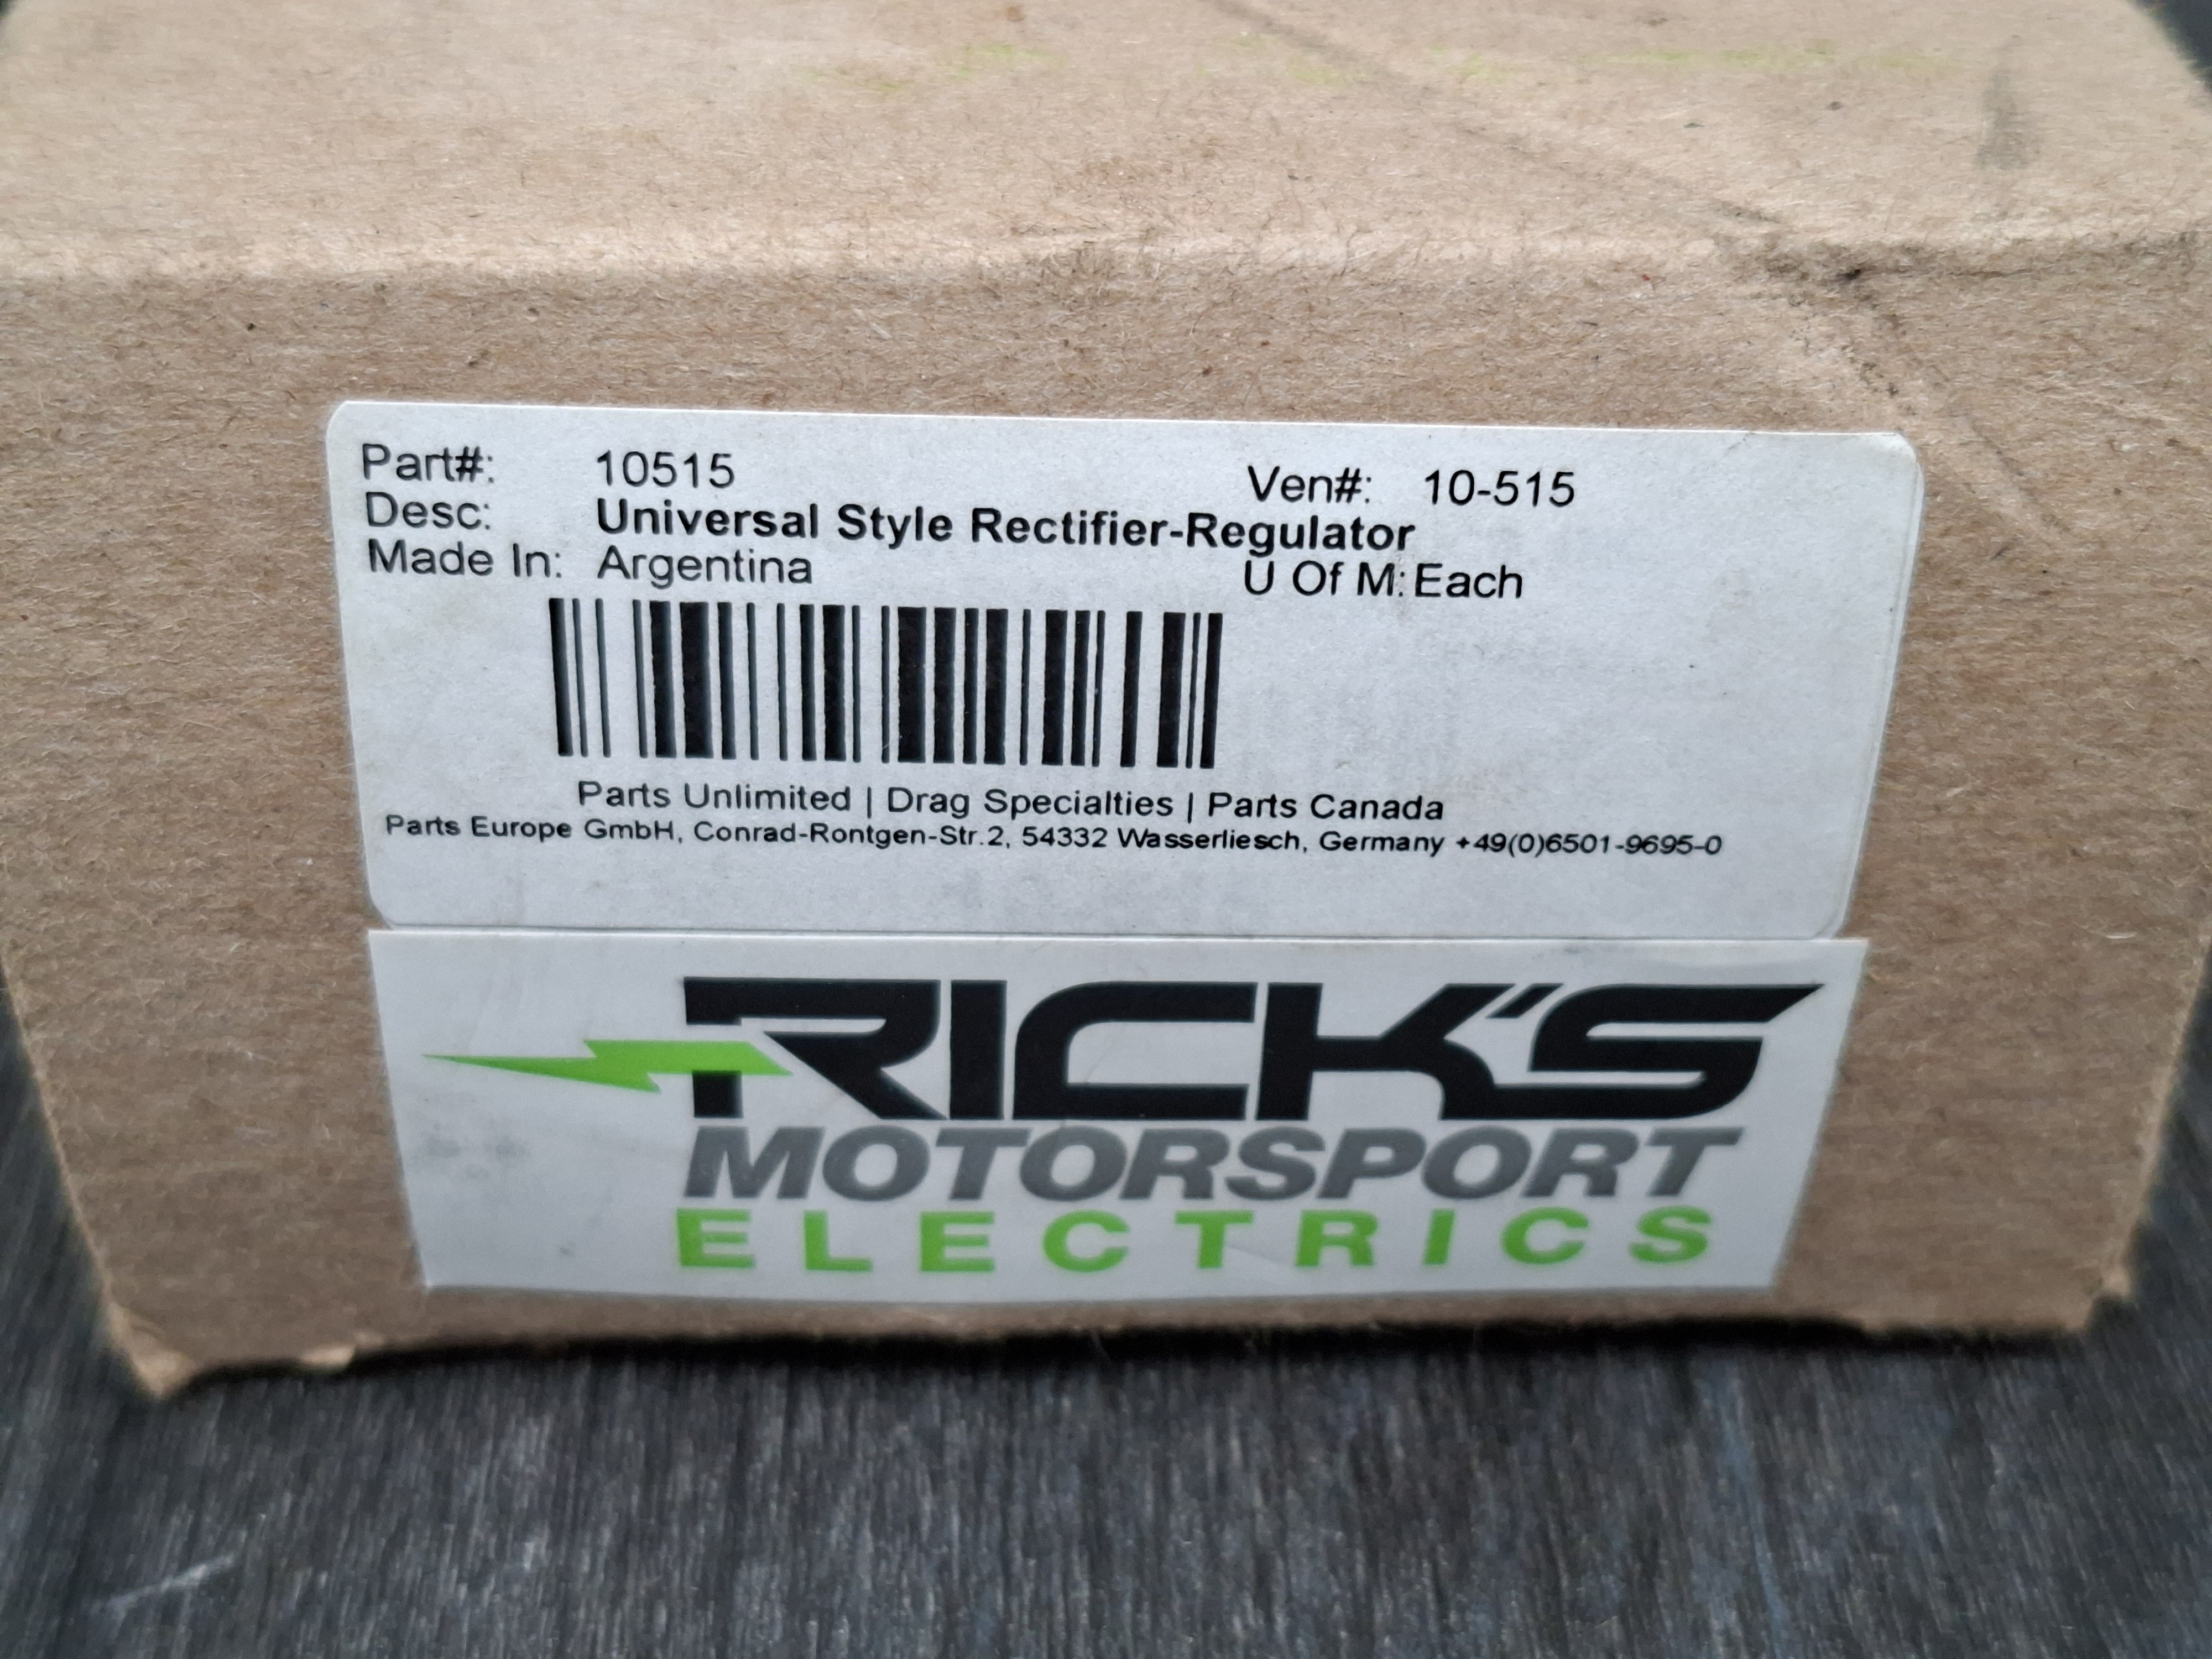 Part#: 10515 Ven#: 10-515
Desc: Universal Style Rectifier-Regulator
Made In: Argentina U Of M: Each
Parts Unlimited | Drag Specialties | Parts Canada
Parts Europe GmbH, Conrad-Rontgen-Str.2, 54332 Wasserliesch, Germany +49(0)6501-9695-0
RICK'S
MOTORSPORT
ELECTRICS